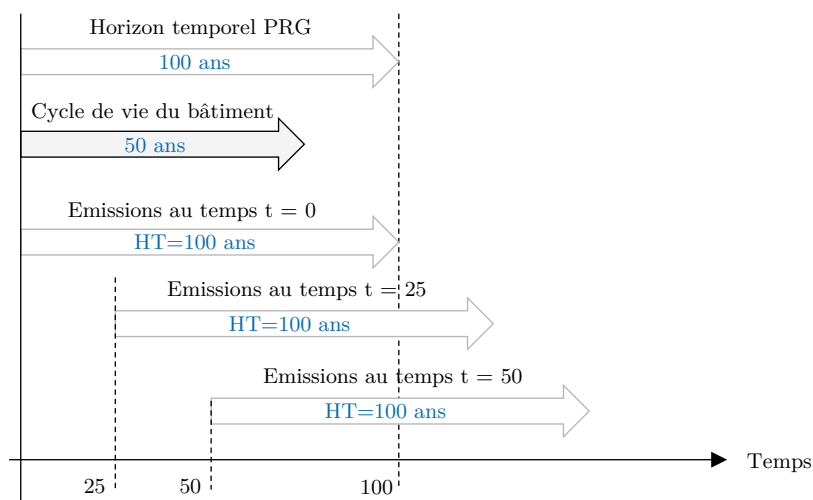 Horizon temporel PRG
100 ans
Cycle de vie du bâtiment
50 ans
Emissions au temps t = 0
HT=100 ans
Emissions au temps t = 25
HT=100 ans
Emissions au temps t = 50
HT=100 ans
Temps
25
50
100